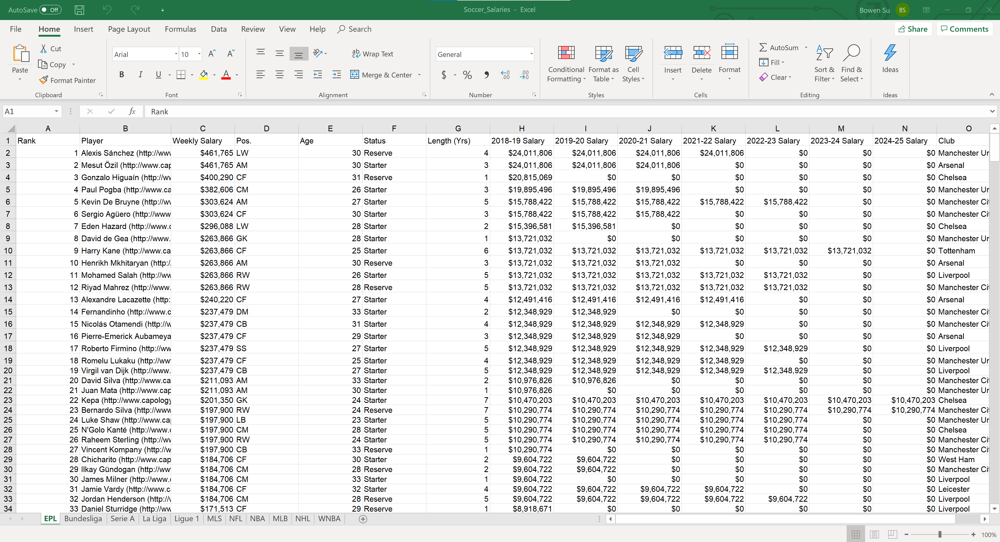 AutoSave Off Soccer_Salaries - Excel Bowen Su BS
File Home Insert Page Layout Formulas Data Review View Help Search Share Comments
Paste Cut Copy Format Painter Clipboard
Arial 10 B I U A Font
Wrap Text Merge & Center Alignment
General $ % , .00 .0 Number
Conditional Formatting Format as Table Cell Styles Styles
Insert Delete Format Cells
AutoSum Fill Clear Sort & Filter Find & Select Editing
Ideas Ideas
A1 fx Rank
A B C D E F G H I J K L M N O
1 Rank Player Weekly Salary Pos. Age Status Length (Yrs) 2018-19 Salary 2019-20 Salary 2020-21 Salary 2021-22 Salary 2022-23 Salary 2023-24 Salary 2024-25 Salary Club
2 1 Alexis Sánchez (http://www $461,765 LW 30 Reserve 4 $24,011,806 $24,011,806 $24,011,806 $24,011,806 $0 $0 $0 Manchester Ur
3 2 Mesut Özil (http://www.cap $461,765 AM 30 Starter 3 $24,011,806 $24,011,806 $24,011,806 $0 $0 $0 $0 Arsenal
4 3 Gonzalo Higuaín (http://ww $400,290 CF 31 Reserve 1 $20,815,069 $0 $0 $0 $0 $0 $0 Chelsea
5 4 Paul Pogba (http://www.ca $382,606 CM 26 Starter 3 $19,895,496 $19,895,496 $19,895,496 $0 $0 $0 $0 Manchester Ur
6 5 Kevin De Bruyne (http://ww $303,624 AM 27 Starter 5 $15,788,422 $15,788,422 $15,788,422 $15,788,422 $15,788,422 $0 $0 Manchester Cit
7 6 Sergio Agüero (http://www $303,624 CF 30 Starter 3 $15,788,422 $15,788,422 $15,788,422 $0 $0 $0 $0 Manchester Cit
8 7 Eden Hazard (http://www.c $296,088 LW 28 Starter 2 $15,396,581 $15,396,581 $0 $0 $0 $0 $0 Chelsea
9 8 David de Gea (http://www. $263,866 GK 28 Starter 1 $13,721,032 $0 $0 $0 $0 $0 $0 Manchester Ur
10 9 Harry Kane (http://www.ca $263,866 CF 25 Starter 6 $13,721,032 $13,721,032 $13,721,032 $13,721,032 $13,721,032 $13,721,032 $0 Tottenham
11 10 Henrikh Mkhitaryan (http:/ $263,866 AM 30 Reserve 3 $13,721,032 $13,721,032 $13,721,032 $0 $0 $0 $0 Arsenal
12 11 Mohamed Salah (http://ww $263,866 RW 26 Starter 5 $13,721,032 $13,721,032 $13,721,032 $13,721,032 $13,721,032 $0 $0 Liverpool
13 12 Riyad Mahrez (http://www. $263,866 RW 28 Reserve 5 $13,721,032 $13,721,032 $13,721,032 $13,721,032 $13,721,032 $0 $0 Manchester Cit
14 13 Alexandre Lacazette (http: $240,220 CF 27 Starter 4 $12,491,416 $12,491,416 $12,491,416 $12,491,416 $0 $0 $0 Arsenal
15 14 Fernandinho (http://www.c $237,479 DM 33 Starter 2 $12,348,929 $12,348,929 $0 $0 $0 $0 $0 Manchester Cit
16 15 Nicolás Otamendi (http://w $237,479 CB 31 Starter 4 $12,348,929 $12,348,929 $12,348,929 $12,348,929 $0 $0 $0 Manchester Cit
17 16 Pierre-Emerick Aubameya $237,479 CF 29 Starter 3 $12,348,929 $12,348,929 $12,348,929 $0 $0 $0 $0 Arsenal
18 17 Roberto Firmino (http://ww $237,479 SS 27 Starter 5 $12,348,929 $12,348,929 $12,348,929 $12,348,929 $12,348,929 $0 $0 Liverpool
19 18 Romelu Lukaku (http://ww $237,479 CF 25 Starter 4 $12,348,929 $12,348,929 $12,348,929 $12,348,929 $0 $0 $0 Manchester Ur
20 19 Virgil van Dijk (http://www. $237,479 CB 27 Starter 5 $12,348,929 $12,348,929 $12,348,929 $12,348,929 $12,348,929 $0 $0 Liverpool
21 20 David Silva (http://www.ca $211,093 AM 33 Starter 2 $10,976,826 $10,976,826 $0 $0 $0 $0 $0 Manchester Cit
22 21 Juan Mata (http://www.cap $211,093 AM 30 Starter 1 $10,976,826 $0 $0 $0 $0 $0 $0 Manchester Ur
23 22 Kepa (http://www.capology $201,350 GK 24 Starter 7 $10,470,203 $10,470,203 $10,470,203 $10,470,203 $10,470,203 $10,470,203 $10,470,203 Chelsea
24 23 Bernardo Silva (http://www $197,900 RW 24 Reserve 7 $10,290,774 $10,290,774 $10,290,774 $10,290,774 $10,290,774 $10,290,774 $10,290,774 Manchester Cit
25 24 Luke Shaw (http://www.ca $197,900 LB 23 Starter 5 $10,290,774 $10,290,774 $10,290,774 $10,290,774 $10,290,774 $0 $0 Manchester Ur
26 25 N'Golo Kanté (http://www.c $197,900 CM 28 Starter 5 $10,290,774 $10,290,774 $10,290,774 $10,290,774 $10,290,774 $0 $0 Chelsea
27 26 Raheem Sterling (http://ww $197,900 RW 24 Starter 5 $10,290,774 $10,290,774 $10,290,774 $10,290,774 $10,290,774 $0 $0 Manchester Cit
28 27 Vincent Kompany (http://w $197,900 CB 33 Reserve 1 $10,290,774 $0 $0 $0 $0 $0 $0 Manchester Cit
29 28 Chicharito (http://www.cap $184,706 CF 30 Starter 2 $9,604,722 $9,604,722 $0 $0 $0 $0 $0 West Ham
30 29 Ilkay Gündogan (http://ww $184,706 CM 28 Reserve 2 $9,604,722 $9,604,722 $0 $0 $0 $0 $0 Manchester Cit
31 30 James Milner (http://www. $184,706 CM 33 Starter 1 $9,604,722 $0 $0 $0 $0 $0 $0 Liverpool
32 31 Jamie Vardy (http://www.c $184,706 CF 32 Starter 4 $9,604,722 $9,604,722 $9,604,722 $9,604,722 $0 $0 $0 Leicester
33 32 Jordan Henderson (http:// $184,706 CM 28 Reserve 5 $9,604,722 $9,604,722 $9,604,722 $9,604,722 $9,604,722 $0 $0 Liverpool
34 33 Daniel Sturridge (http://ww $171,513 CF 29 Reserve 1 $8,918,671 $0 $0 $0 $0 $0 $0 Liverpool
EPL Bundesliga Serie A La Liga Ligue 1 MLS NFL NBA MLB NHL WNBA
100%